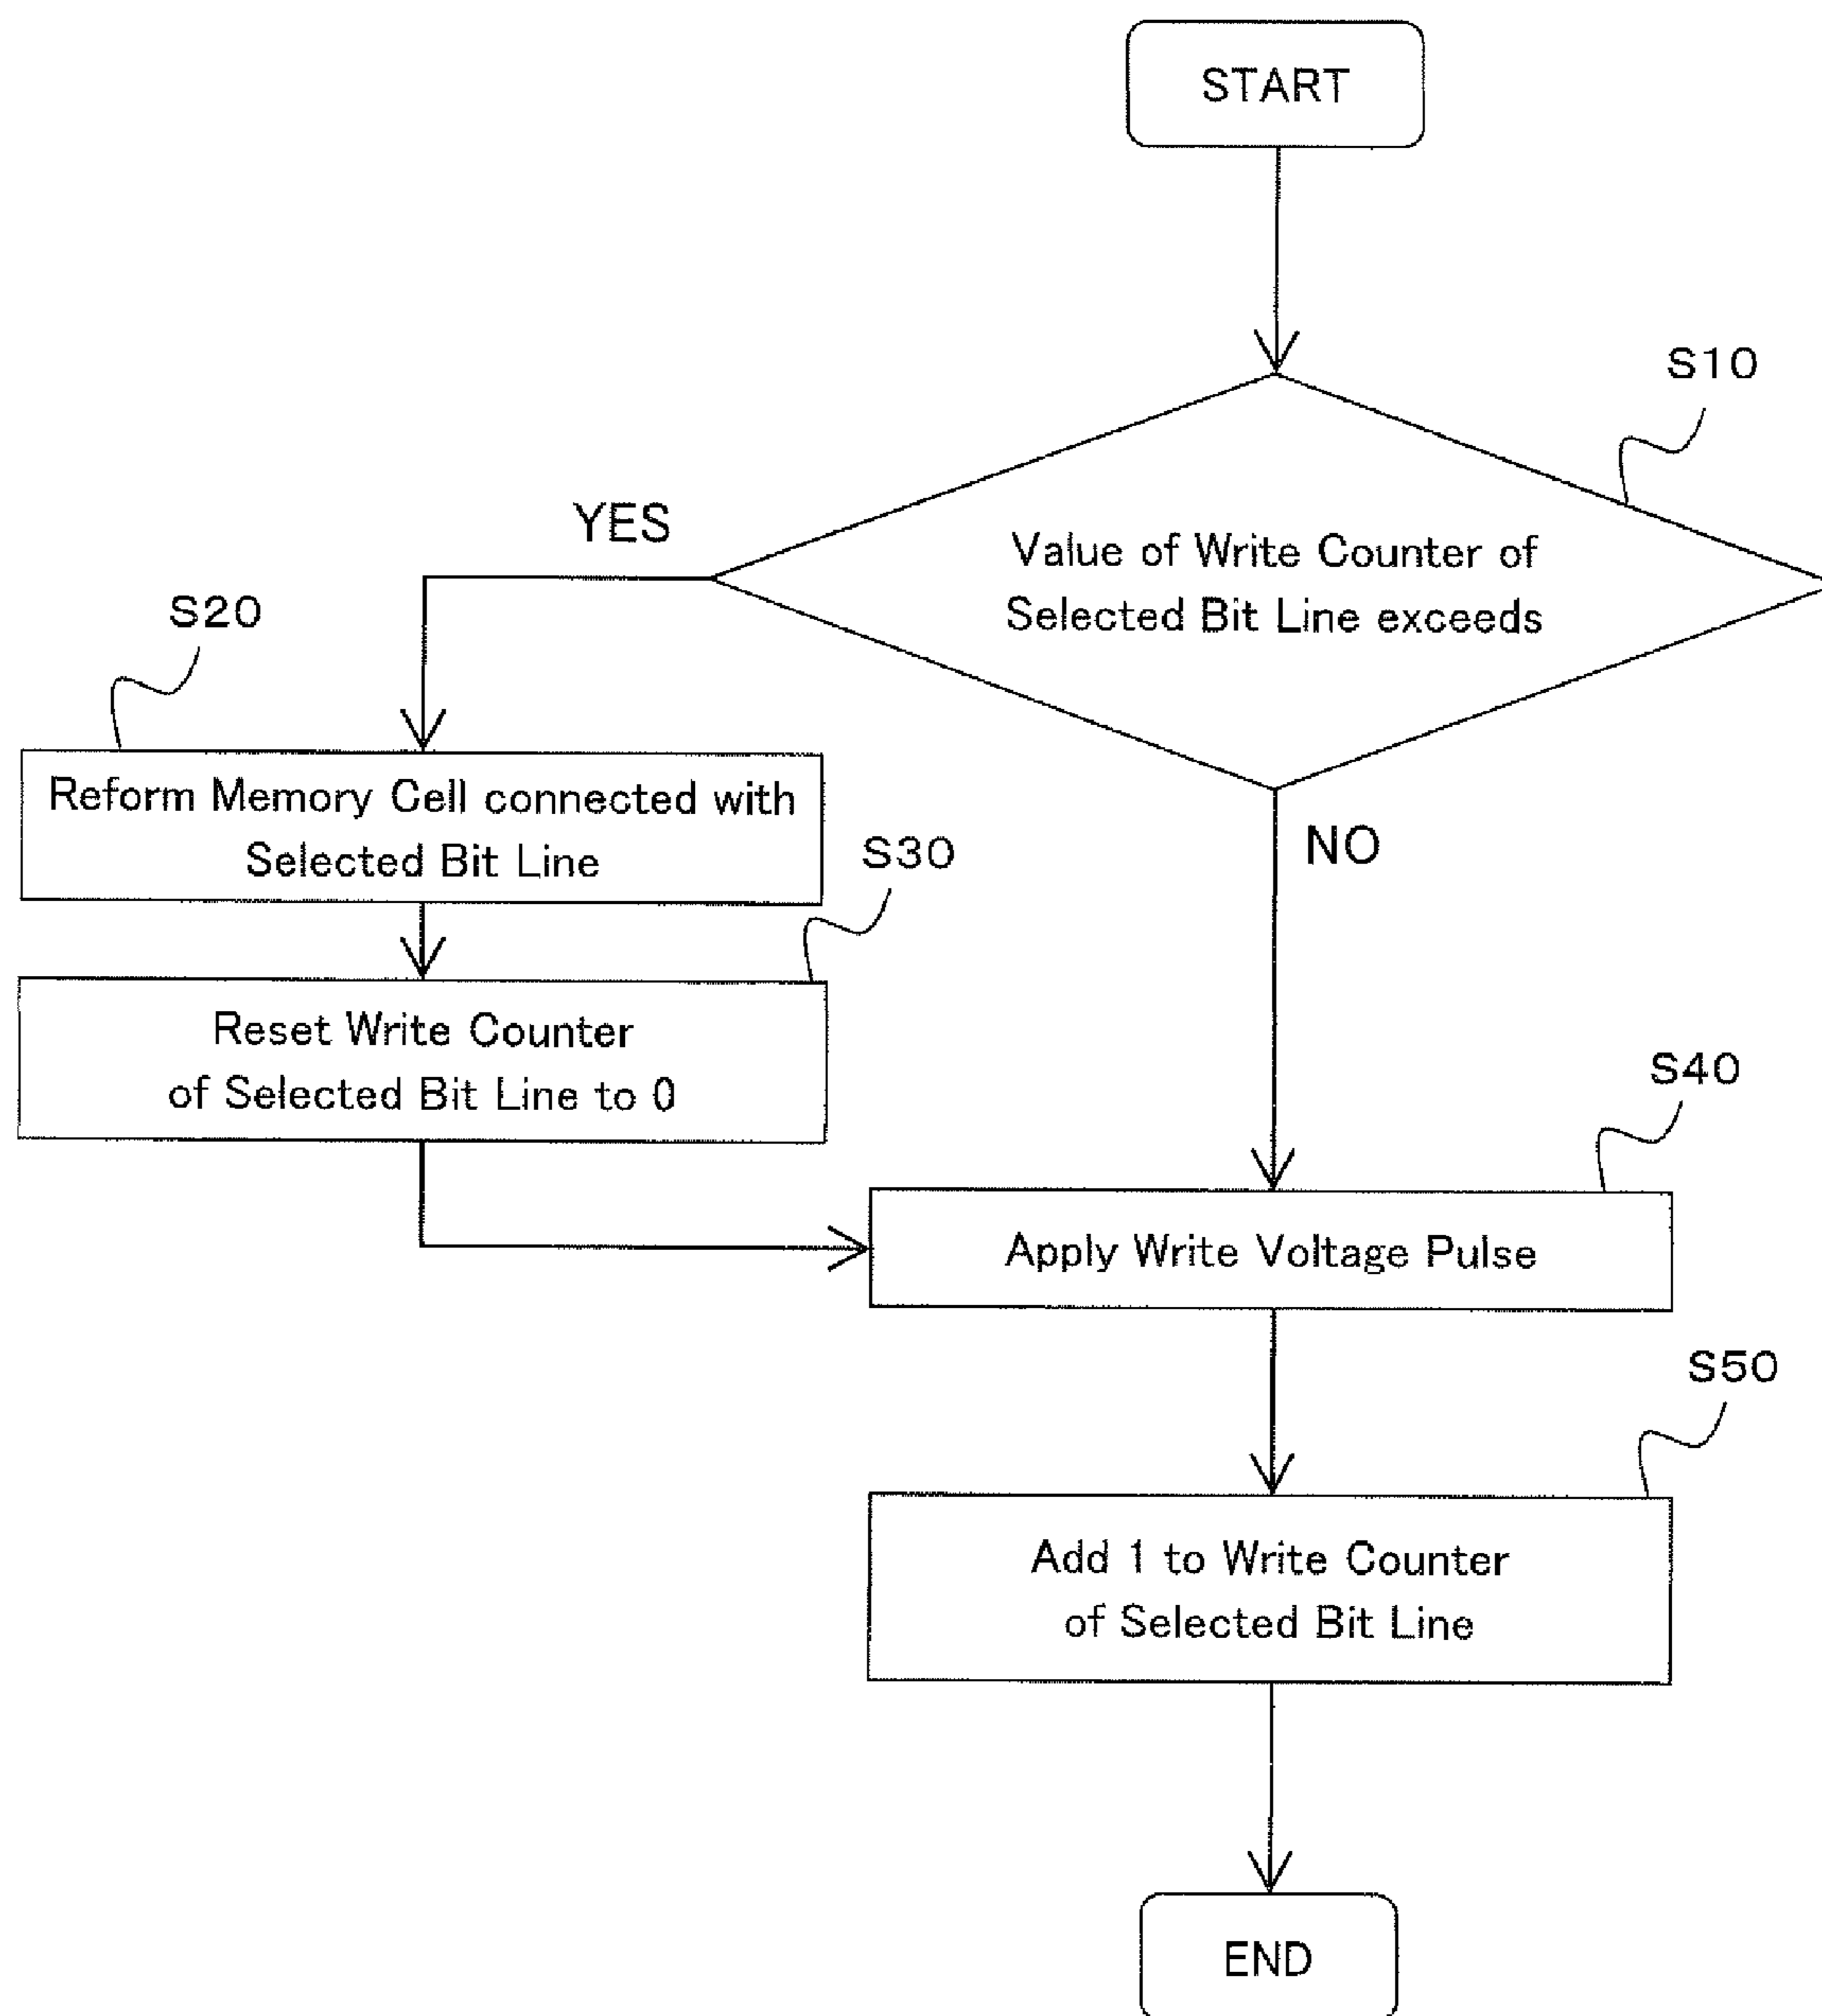 START
S10
Value of Write Counter of
Selected Bit Line exceeds
YES
S20
Reform Memory Cell connected with
Selected Bit Line
NO
S30
Reset Write Counter
of Selected Bit Line to 0
S40
Apply Write Voltage Pulse
S50
Add 1 to Write Counter
of Selected Bit Line
END